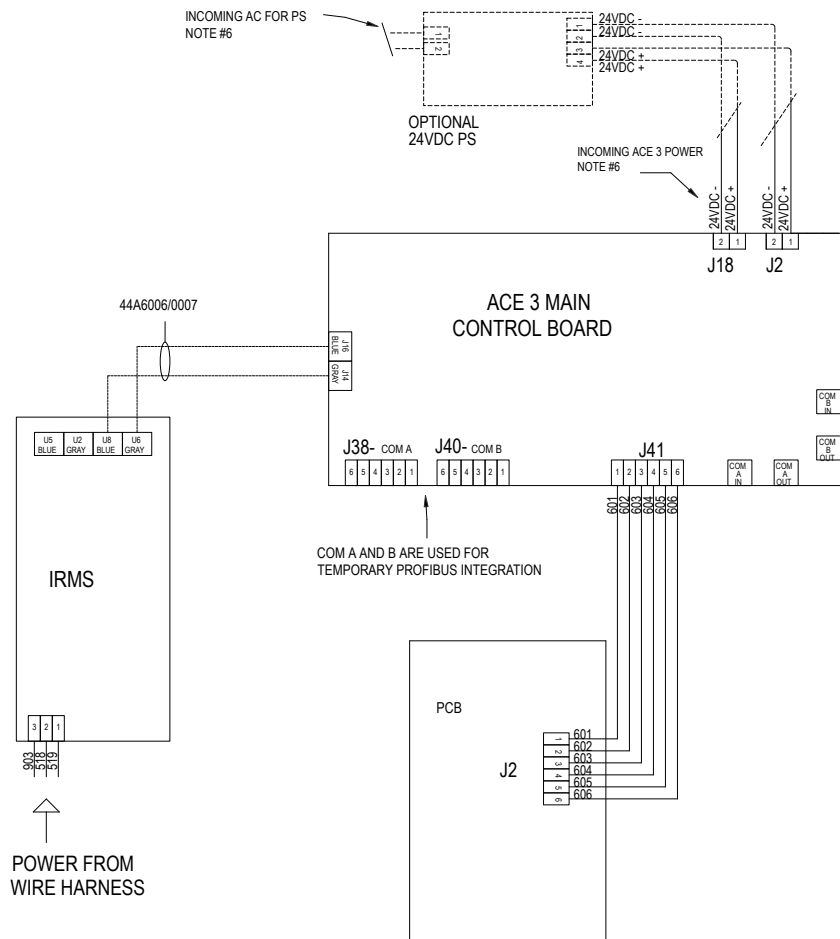 INCOMING AC FOR PS
NOTE #6
1
2
1
2
3
4
24VDC -
24VDC -
24VDC +
24VDC +
OPTIONAL
24VDC PS
INCOMING ACE 3 POWER
NOTE #6
24VDC -
24VDC +
24VDC -
24VDC +
2 1
2 1
J18 J2
ACE 3 MAIN
CONTROL BOARD
44A6006/0007
J16
BLUE
J14
GRAY
COM
B
IN
COM
B
OUT
U5
BLUE
U2
GRAY
U8
BLUE
U6
GRAY
J38- COM A
J40- COM B
J41
6 5 4 3 2 1
6 5 4 3 2 1
1 2 3 4 5 6
COM
A
IN
COM
A
OUT
601
602
603
604
605
606
COM A AND B ARE USED FOR
TEMPORARY PROFIBUS INTEGRATION
IRMS
PCB
J2
1
2
3
4
5
6
601
602
603
604
605
606
3 2 1
903
518
519
POWER FROM
WIRE HARNESS